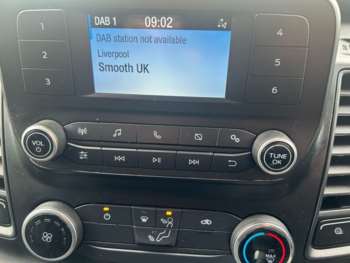 DAB 1 09:02
DAB station not available
Liverpool
Smooth UK
1
2
3
4
5
6
VOL
TUNE
OK
MAX